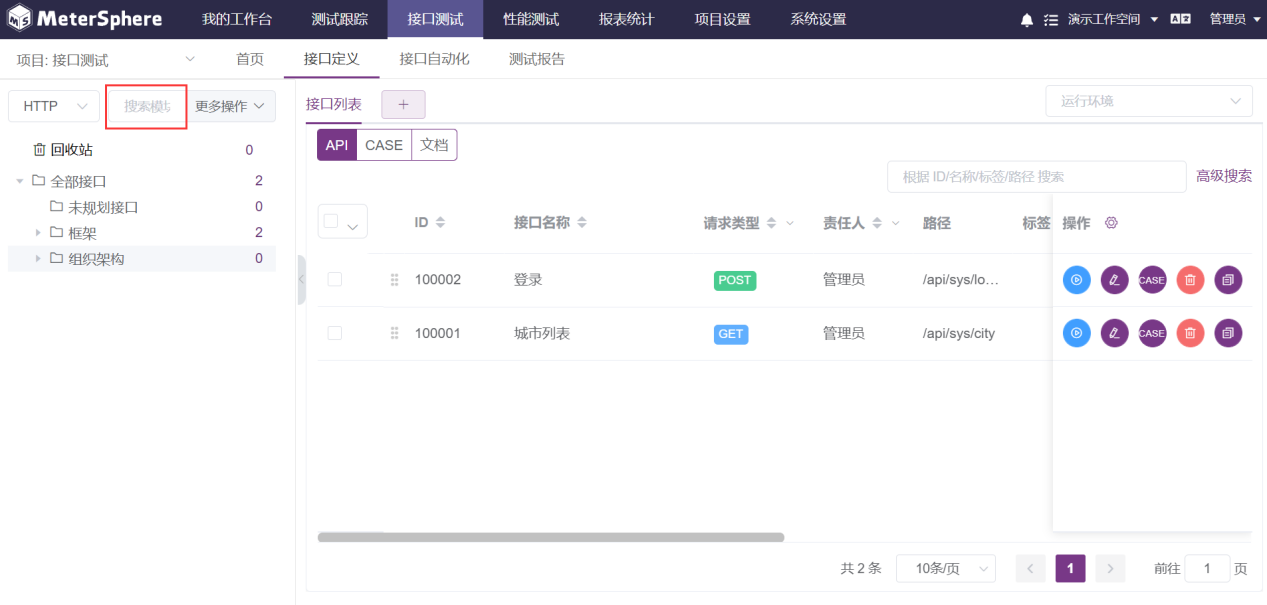 MeterSphere 我的工作台 测试跟踪 接口测试 性能测试 报表统计 项目设置 系统设置 演示工作空间 管理员
项目: 接口测试 首页 接口定义 接口自动化 测试报告
HTTP 搜索模块 更多操作 接口列表 + 运行环境
API CASE 文档
回收站 0
根据 ID/名称/标签/路径 搜索 高级搜索
全部接口 2
未规划接口 0
框架 2
组织架构 0
ID 接口名称 请求类型 责任人 路径 标签 操作
100002 登录 POST 管理员 /api/sys/lo... CASE
100001 城市列表 GET 管理员 /api/sys/city CASE
共 2 条 10条/页 1 前往 1 页